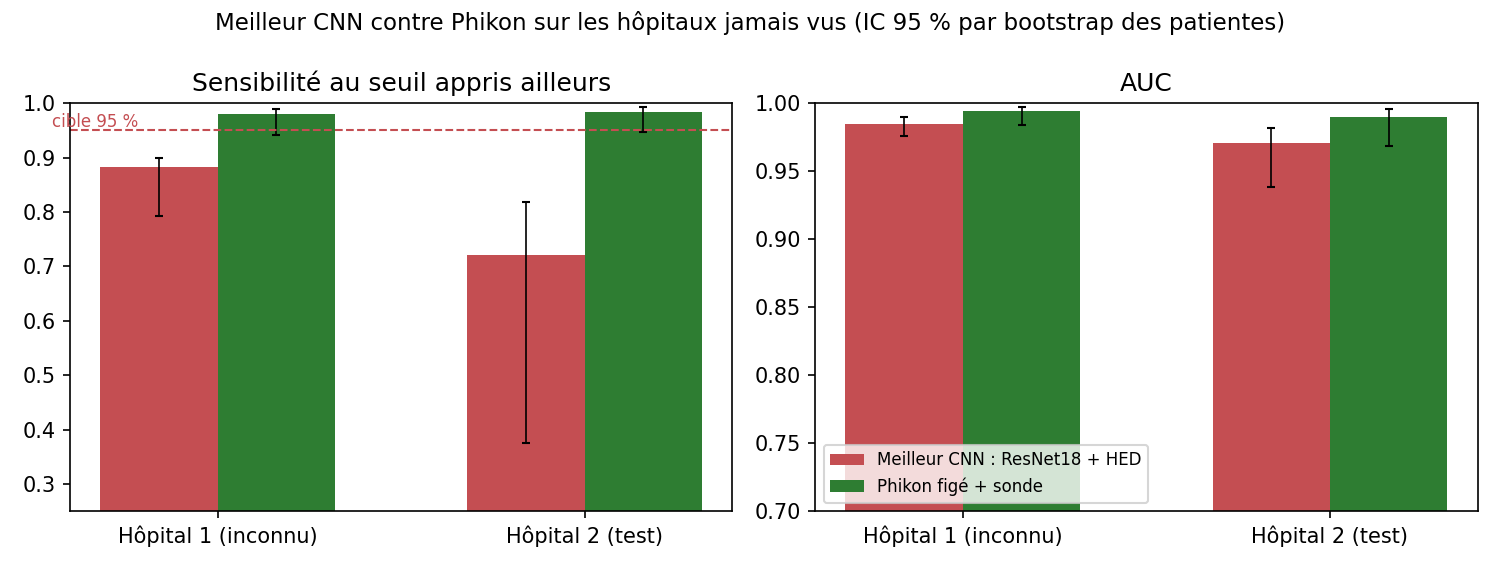 Meilleur CNN contre Phikon sur les hôpitaux jamais vus (IC 95 % par bootstrap des patientes)
Sensibilité au seuil appris ailleurs
1.0
0.9
0.8
0.7
0.6
0.5
0.4
0.3
cible 95 %
Hôpital 1 (inconnu)
Hôpital 2 (test)
AUC
1.00
0.95
0.90
0.85
0.80
0.75
0.70
Meilleur CNN : ResNet18 + HED
Phikon figé + sonde
Hôpital 1 (inconnu)
Hôpital 2 (test)